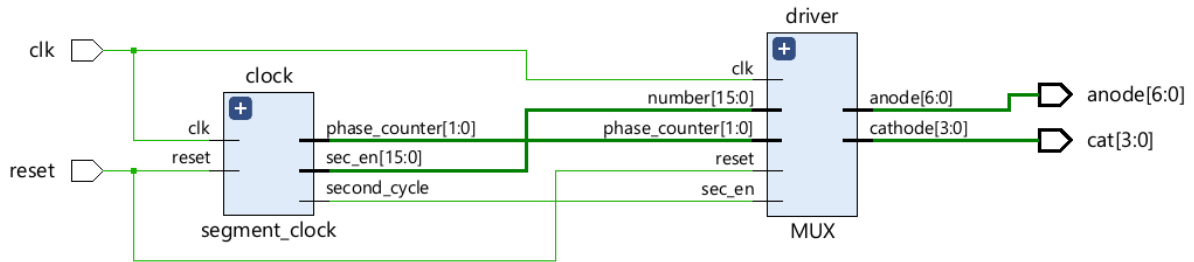 driver
clk
clock
clk
anode[6:0]
anode[6:0]
number[15:0]
clk
phase_counter[1:0]
phase_counter[1:0]
cathode[3:0]
cat[3:0]
reset
reset
sec_en[15:0]
reset
second_cycle
sec_en
segment_clock
MUX